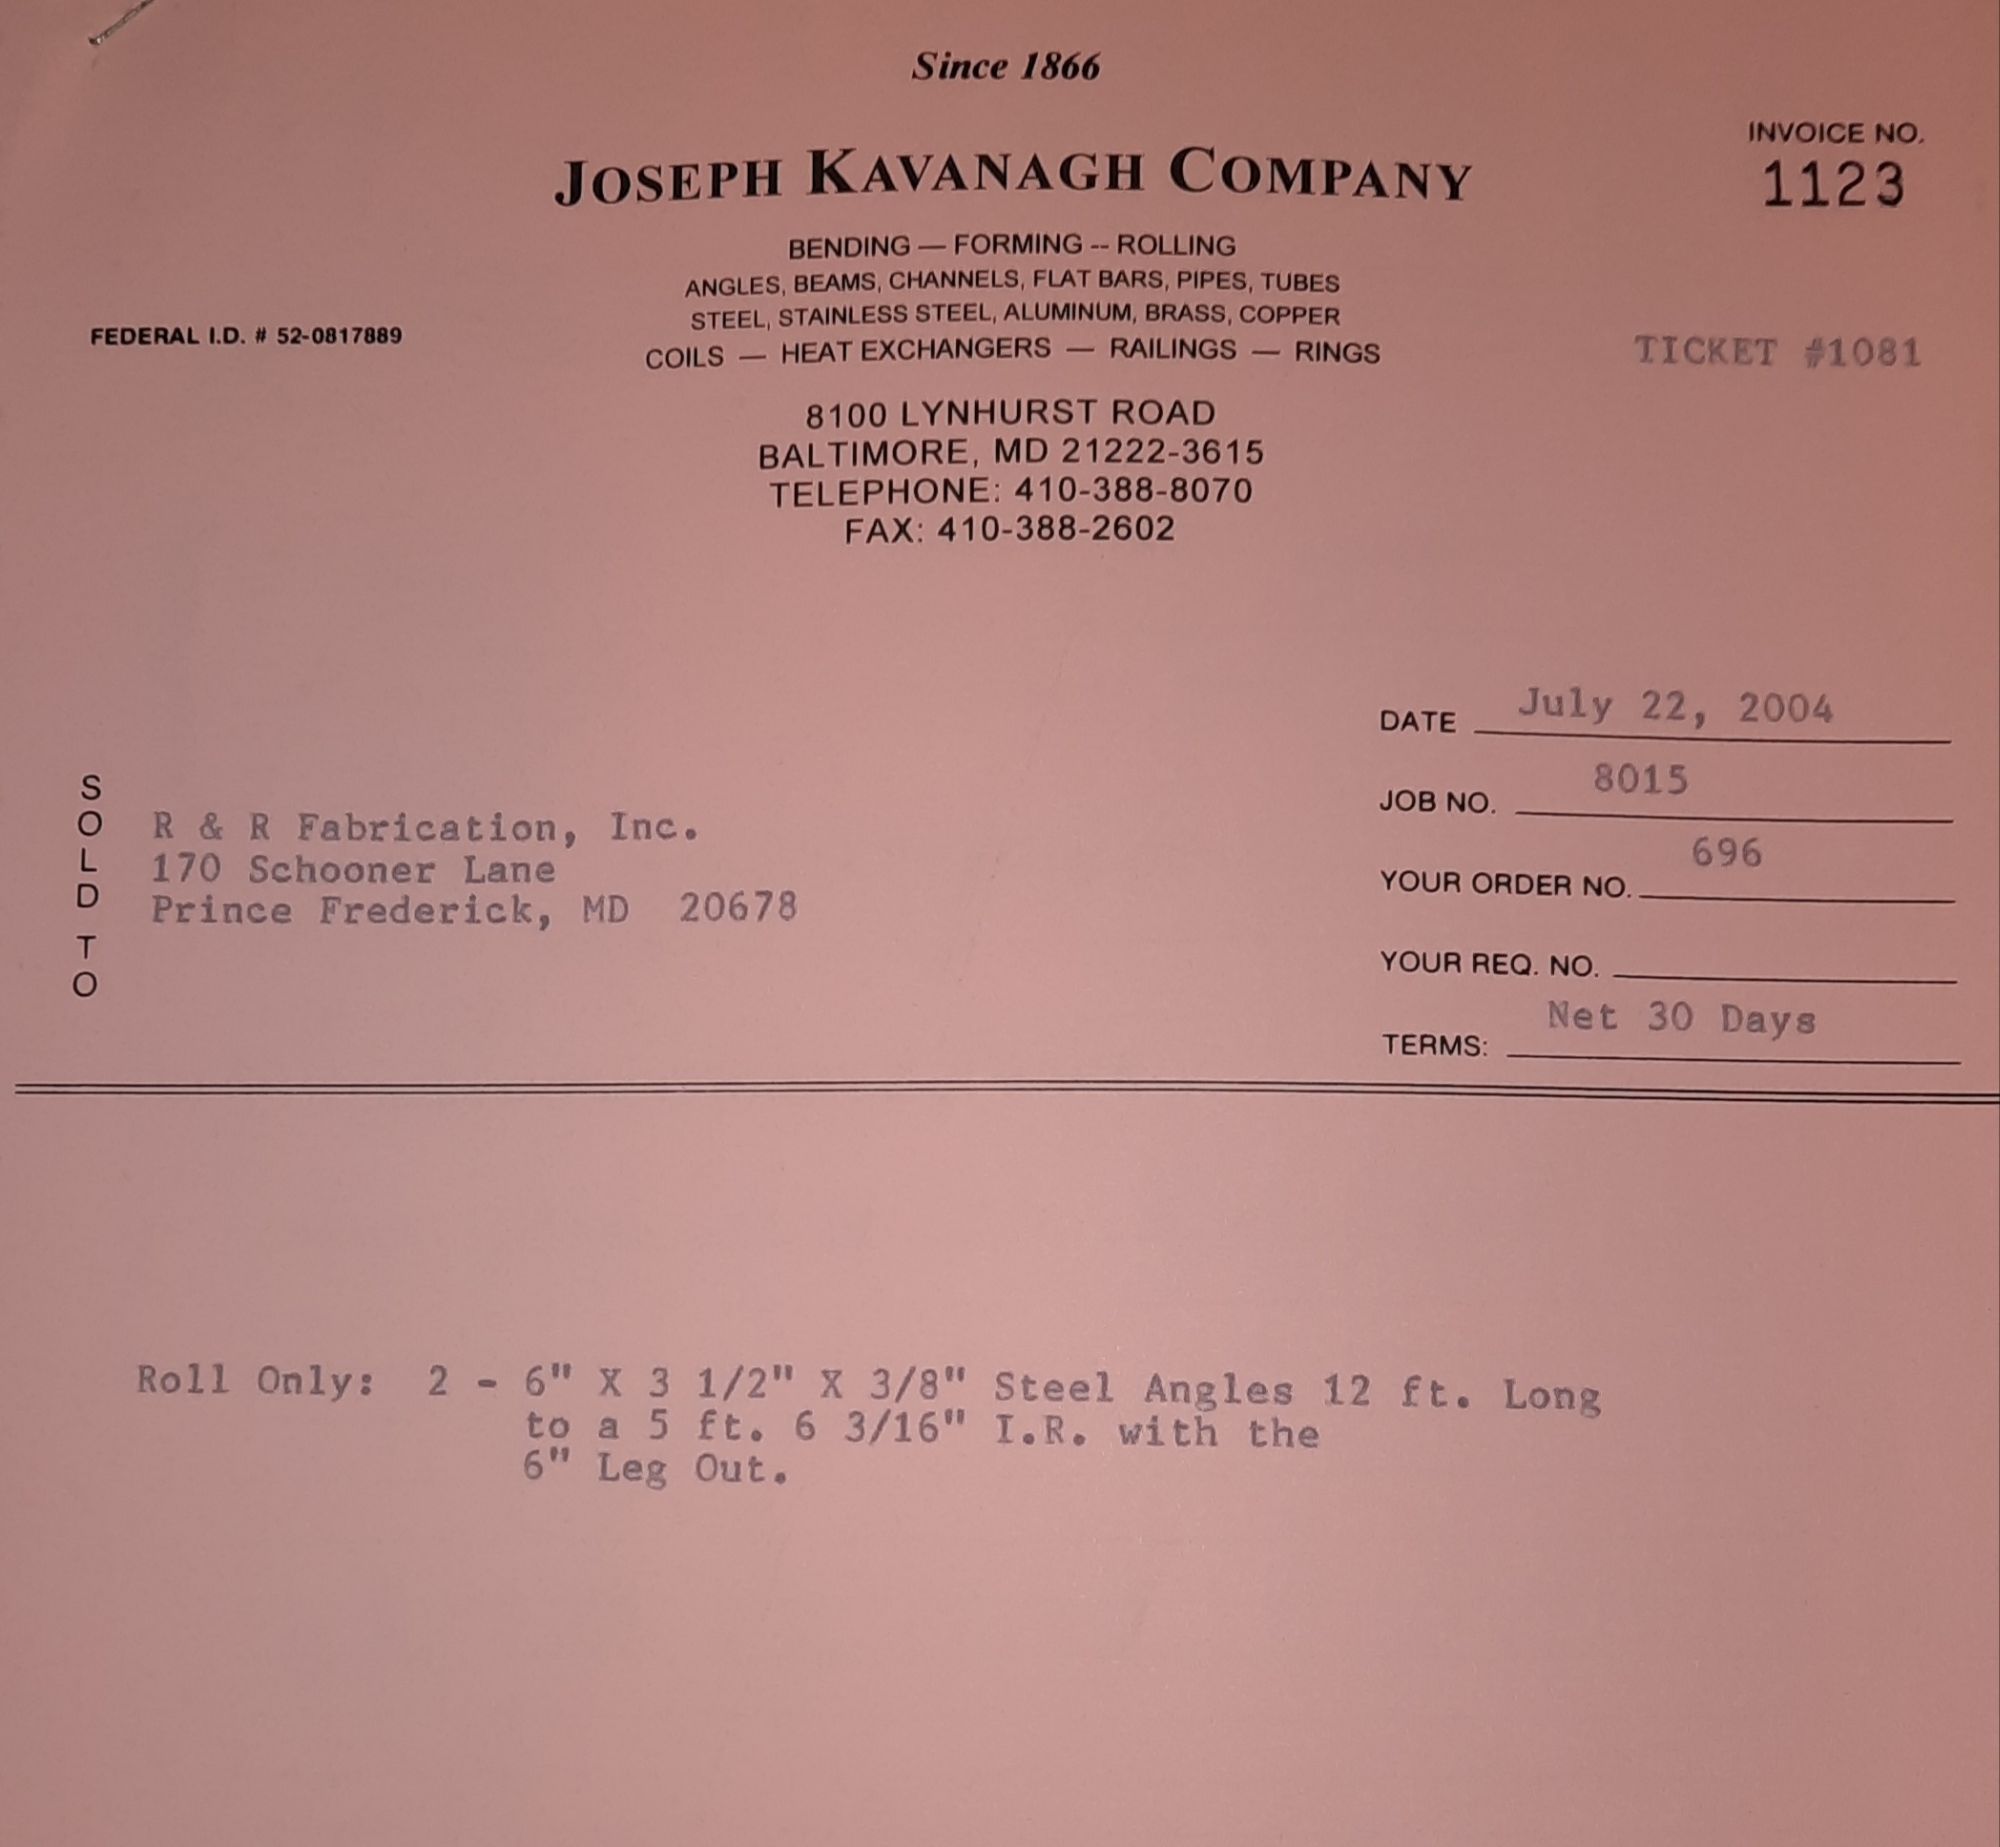 Since 1866
JOSEPH KAVANAGH COMPANY
INVOICE NO.
1123
BENDING — FORMING -- ROLLING
ANGLES, BEAMS, CHANNELS, FLAT BARS, PIPES, TUBES
STEEL, STAINLESS STEEL, ALUMINUM, BRASS, COPPER
COILS — HEAT EXCHANGERS — RAILINGS — RINGS
FEDERAL I.D. # 52-0817889
TICKET #1081
8100 LYNHURST ROAD
BALTIMORE, MD 21222-3615
TELEPHONE: 410-388-8070
FAX: 410-388-2602
DATE July 22, 2004
JOB NO. 8015
YOUR ORDER NO. 696
YOUR REQ. NO.
TERMS: Net 30 Days
SOLD TO
R & R Fabrication, Inc.
170 Schooner Lane
Prince Frederick, MD 20678
Roll Only: 2 - 6" X 3 1/2" X 3/8" Steel Angles 12 ft. Long
to a 5 ft. 6 3/16" I.R. with the
6" Leg Out.